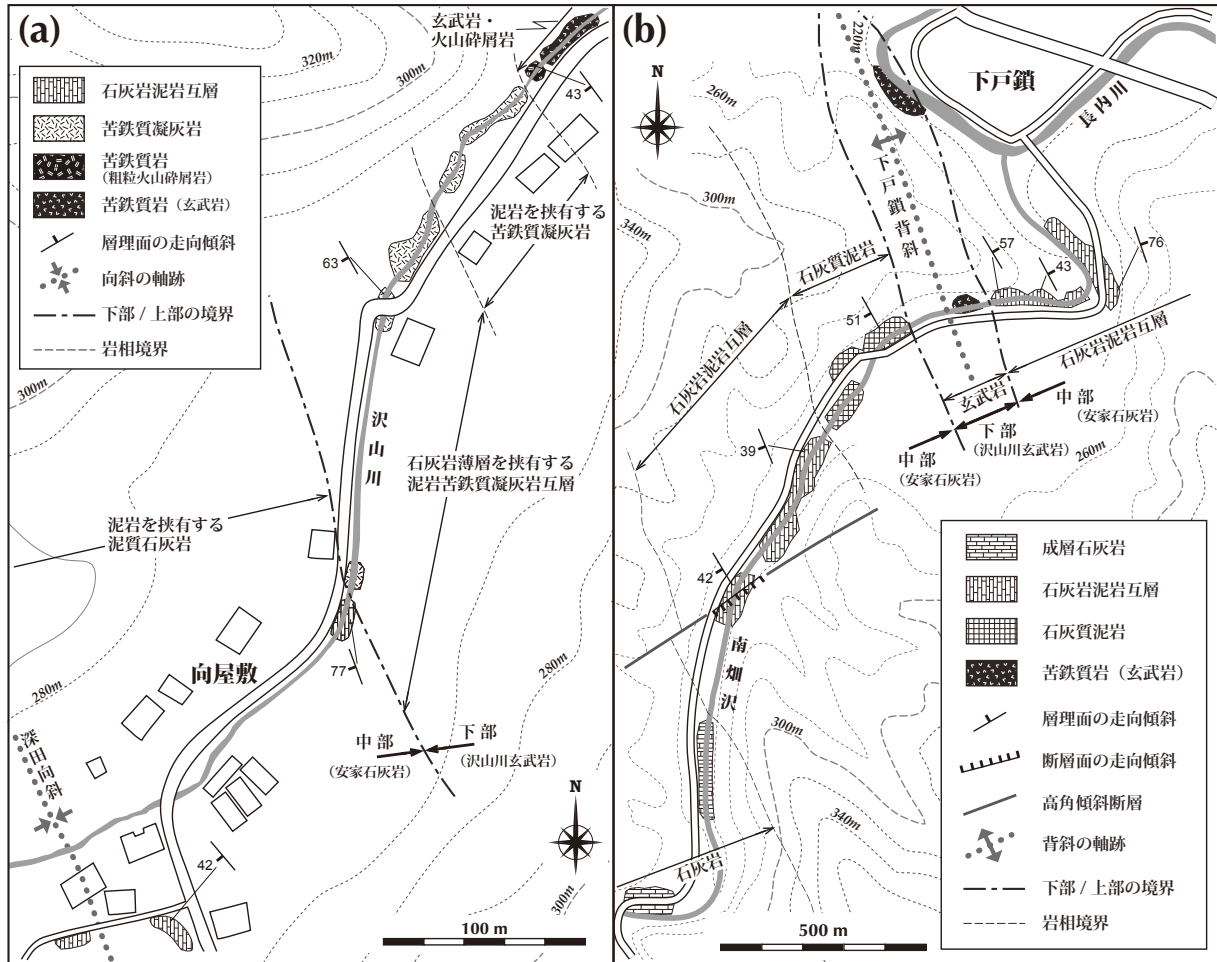 (a)
石灰岩泥岩互層
苦鉄質凝灰岩
苦鉄質岩
(粗粒火山砕屑岩)
苦鉄質岩（玄武岩）
層理面の走向傾斜
向斜の軸跡
下部 / 上部の境界
岩相境界
玄武岩・
火山砕屑岩
320m
300m
43
泥岩を挟有する
苦鉄質凝灰岩
63
300m
沢山川
石灰岩薄層を挟有する
泥岩苦鉄質凝灰岩互層
泥岩を挟有する
泥質石灰岩
向屋敷
77
280m
280m
中 部
(安家石灰岩)
下 部
(沢山川玄武岩)
深田向斜
N
42
300m
100 m
(b)
N
220m
下戸鎖
長内川
260m
下戸鎖背斜
300m
340m
石灰質泥岩
57
43
76
51
石灰岩泥岩互層
石灰岩泥岩互層
玄武岩
中 部
(安家石灰岩)
下 部
(沢山川玄武岩)
中 部
(安家石灰岩)
260m
39
42
南畑沢
300m
340m
石灰岩
500 m
成層石灰岩
石灰岩泥岩互層
石灰質泥岩
苦鉄質岩（玄武岩）
層理面の走向傾斜
断層面の走向傾斜
高角傾斜断層
背斜の軸跡
下部 / 上部の境界
岩相境界